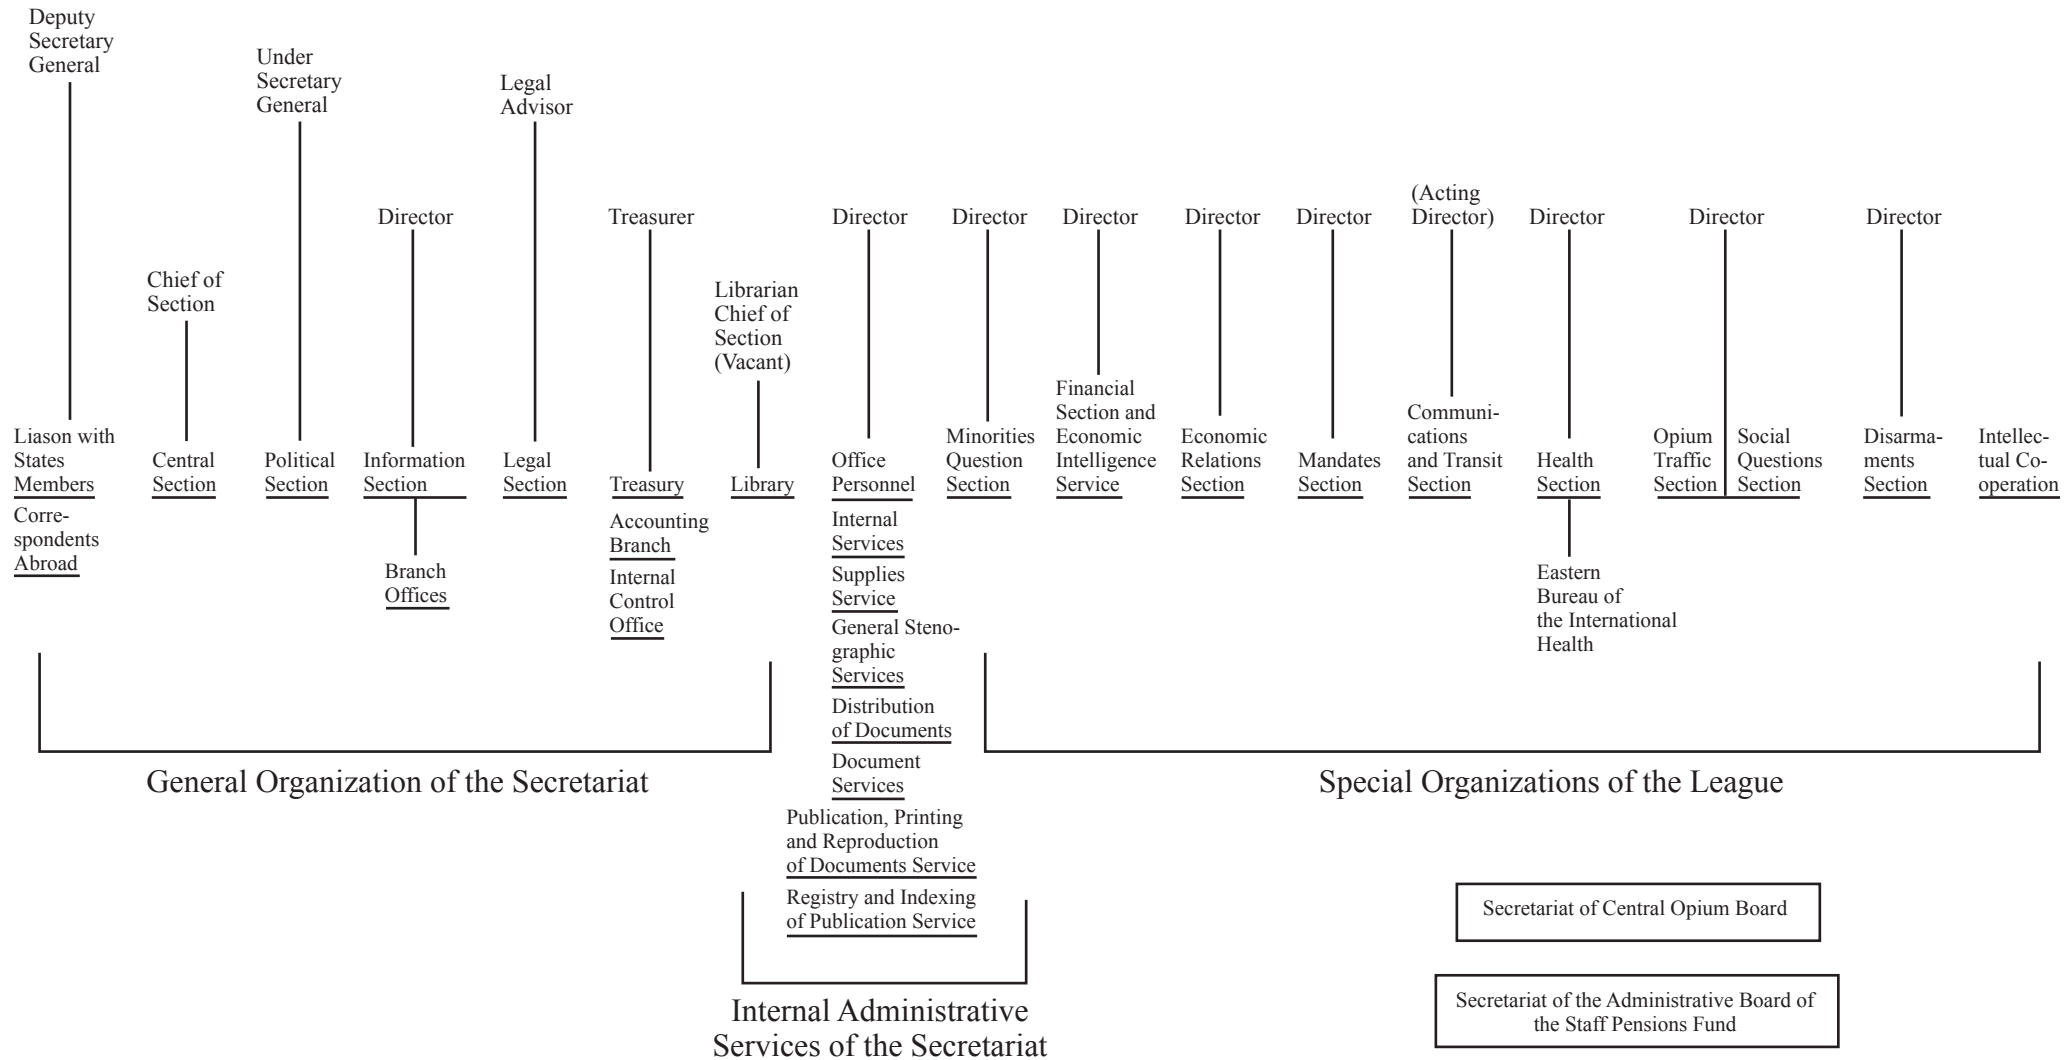 Deputy
Secretary
General
Under
Secretary
General
Legal
Advisor
Director
Treasurer
Director
Director
Director
Director
Director
(Acting
Director)
Director
Director
Director
Chief of
Section
Librarian
Chief of
Section
(Vacant)
Liason with
States
Members
Corre-
spondents
Abroad
Central
Section
Political
Section
Information
Section
Branch
Offices
Legal
Section
Treasury
Accounting
Branch
Internal
Control
Office
Library
Office
Personnel
Internal
Services
Supplies
Service
General Steno-
graphic
Services
Distribution
of Documents
Document
Services
Publication, Printing
and Reproduction
of Documents Service
Registry and Indexing
of Publication Service
Minorities
Question
Section
Financial
Section and
Economic
Intelligence
Service
Economic
Relations
Section
Mandates
Section
Communi-
cations
and Transit
Section
Health
Section
Eastern
Bureau of
the International
Health
Opium
Traffic
Section
Social
Questions
Section
Disarma-
ments
Section
Intellec-
tual Co-
operation
General Organization of the Secretariat
Special Organizations of the League
Internal Administrative
Services of the Secretariat
Secretariat of Central Opium Board
Secretariat of the Administrative Board of
the Staff Pensions Fund